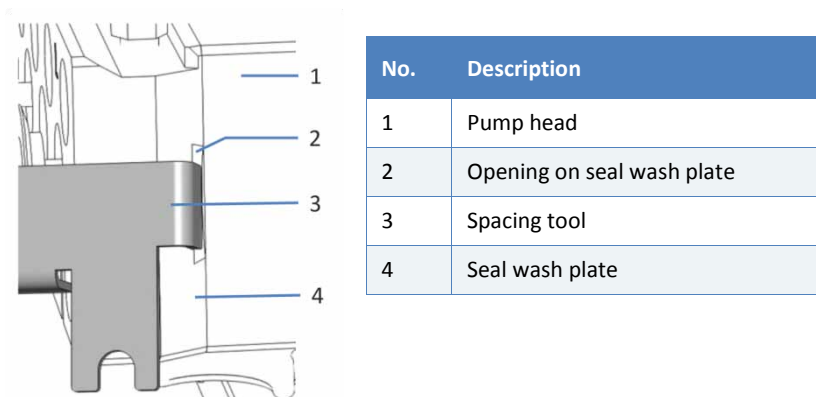 1
2
3
4
No. Description
1 Pump head
2 Opening on seal wash plate
3 Spacing tool
4 Seal wash plate